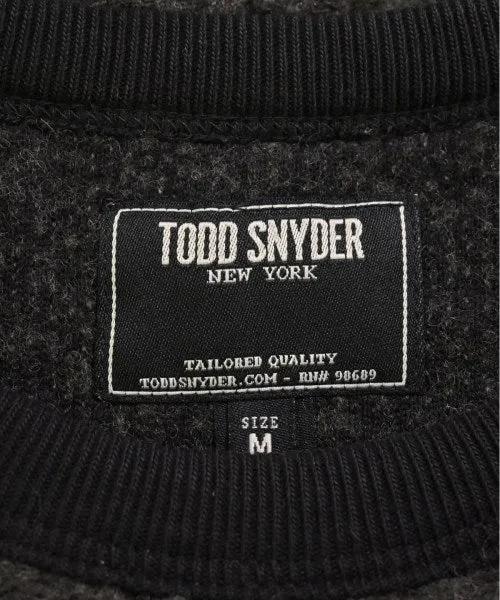 TODD SNYDER
NEW YORK
TAILORED QUALITY
TODDSNYDER.COM - RN# 98689
SIZE
M